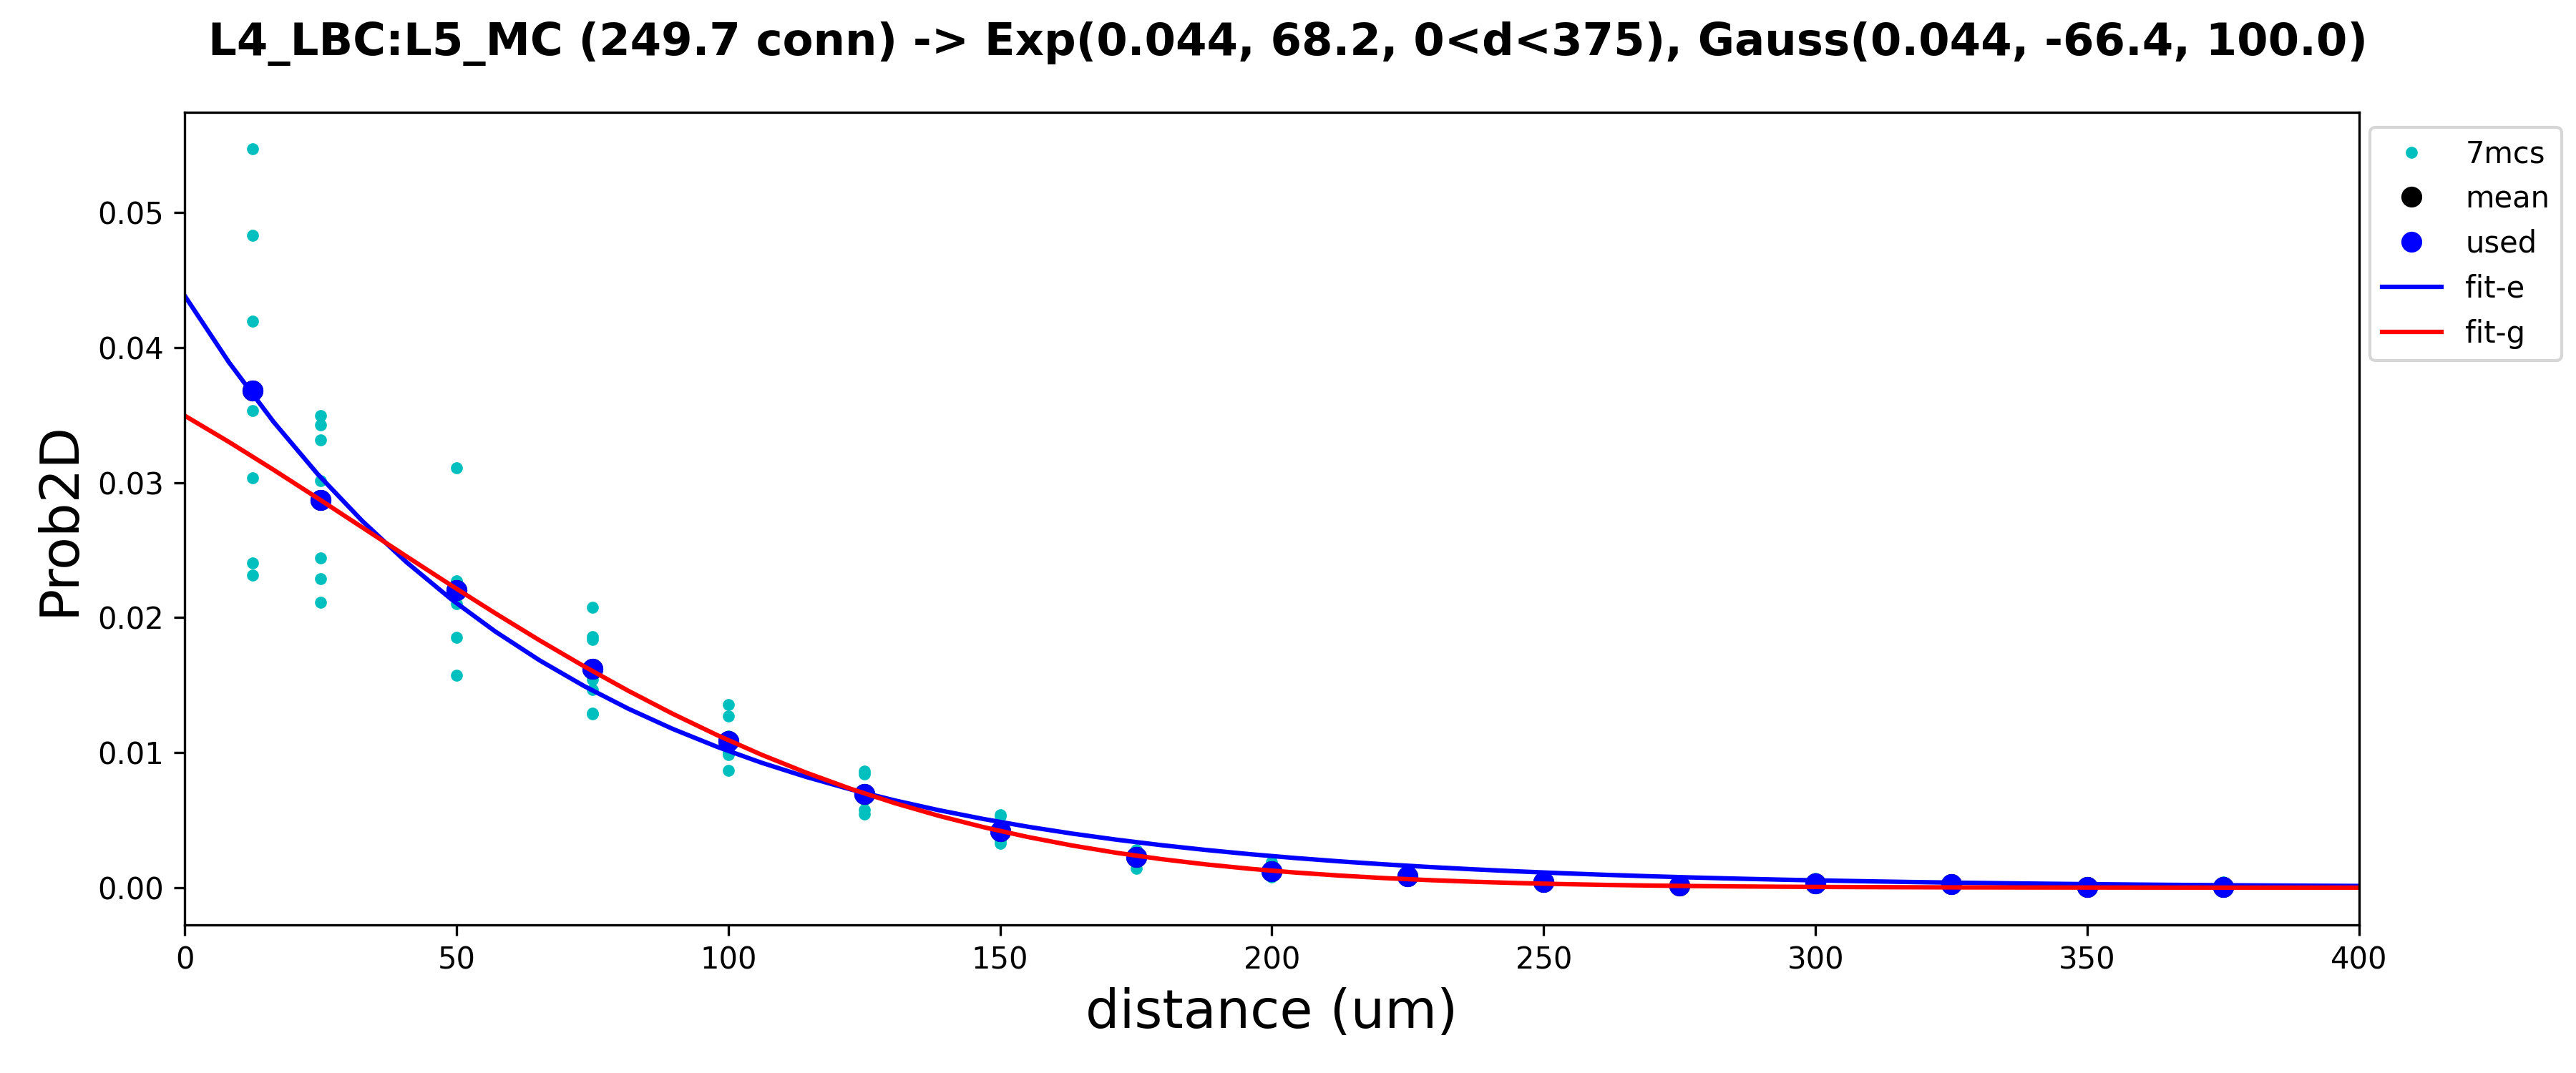 L4_LBC:L5_MC (249.7 conn) -> Exp(0.044, 68.2, 0<d<375), Gauss(0.044, -66.4, 100.0)
7mcs
mean
used
fit-e
fit-g
Prob2D
0.05
0.04
0.03
0.02
0.01
0.00
0 50 100 150 200 250 300 350 400
distance (um)